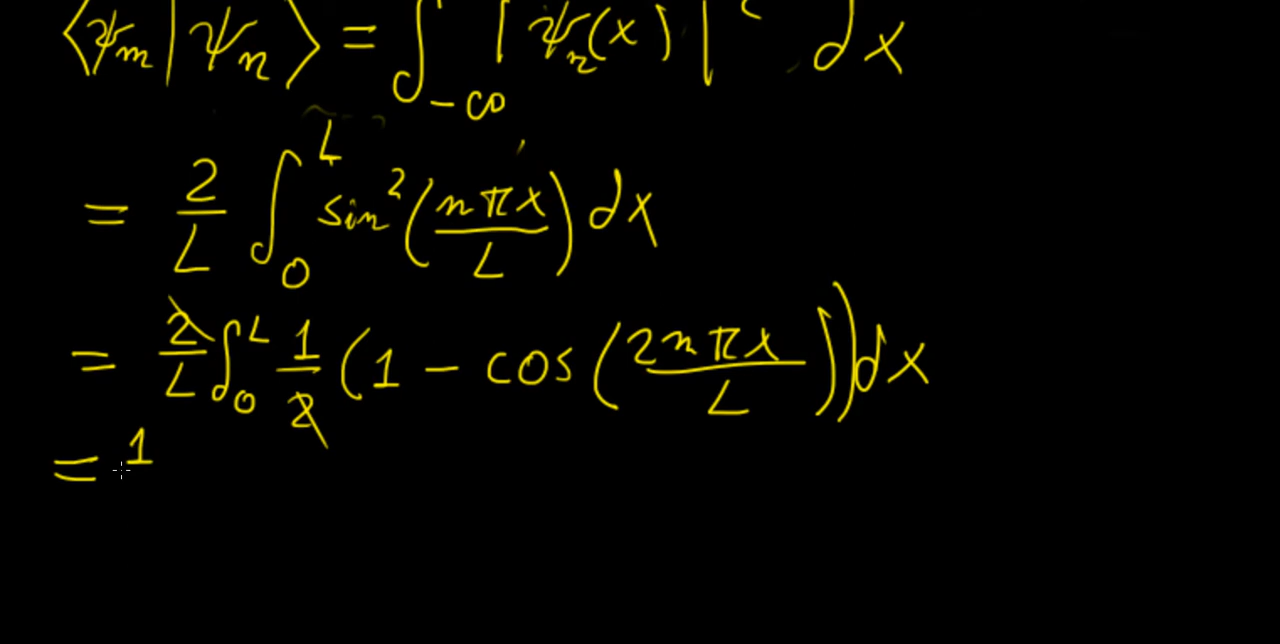 ⟨ψm|ψn⟩ = ∫_-∞ |ψn(x)|² dx
= 2/L ∫_0^L sin²(nπx/L) dx
= 2/L ∫_0^L 1/2 (1 - cos(2nπx/L)) dx
= 1